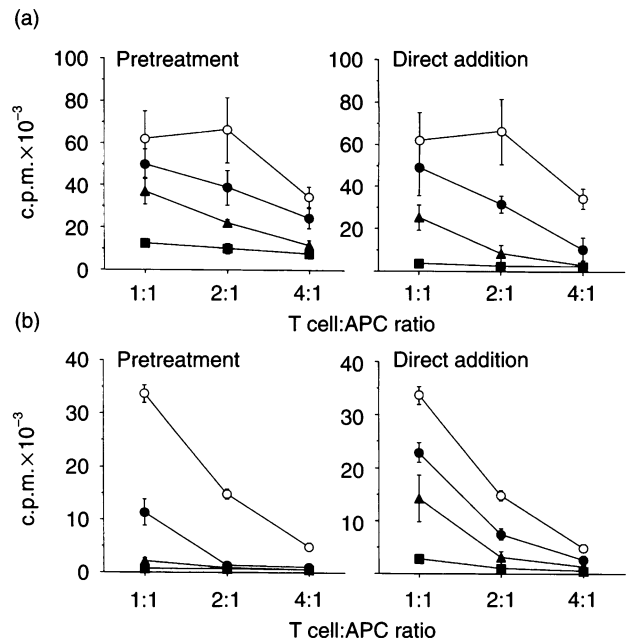 (a)
Pretreatment
Direct addition
c.p.m.×10⁻³
100
80
60
40
20
0
100
80
60
40
20
1:1 2:1 4:1
1:1 2:1 4:1
T cell:APC ratio
(b)
Pretreatment
Direct addition
c.p.m.×10⁻³
40
30
20
10
0
40
30
20
10
1:1 2:1 4:1
1:1 2:1 4:1
T cell:APC ratio